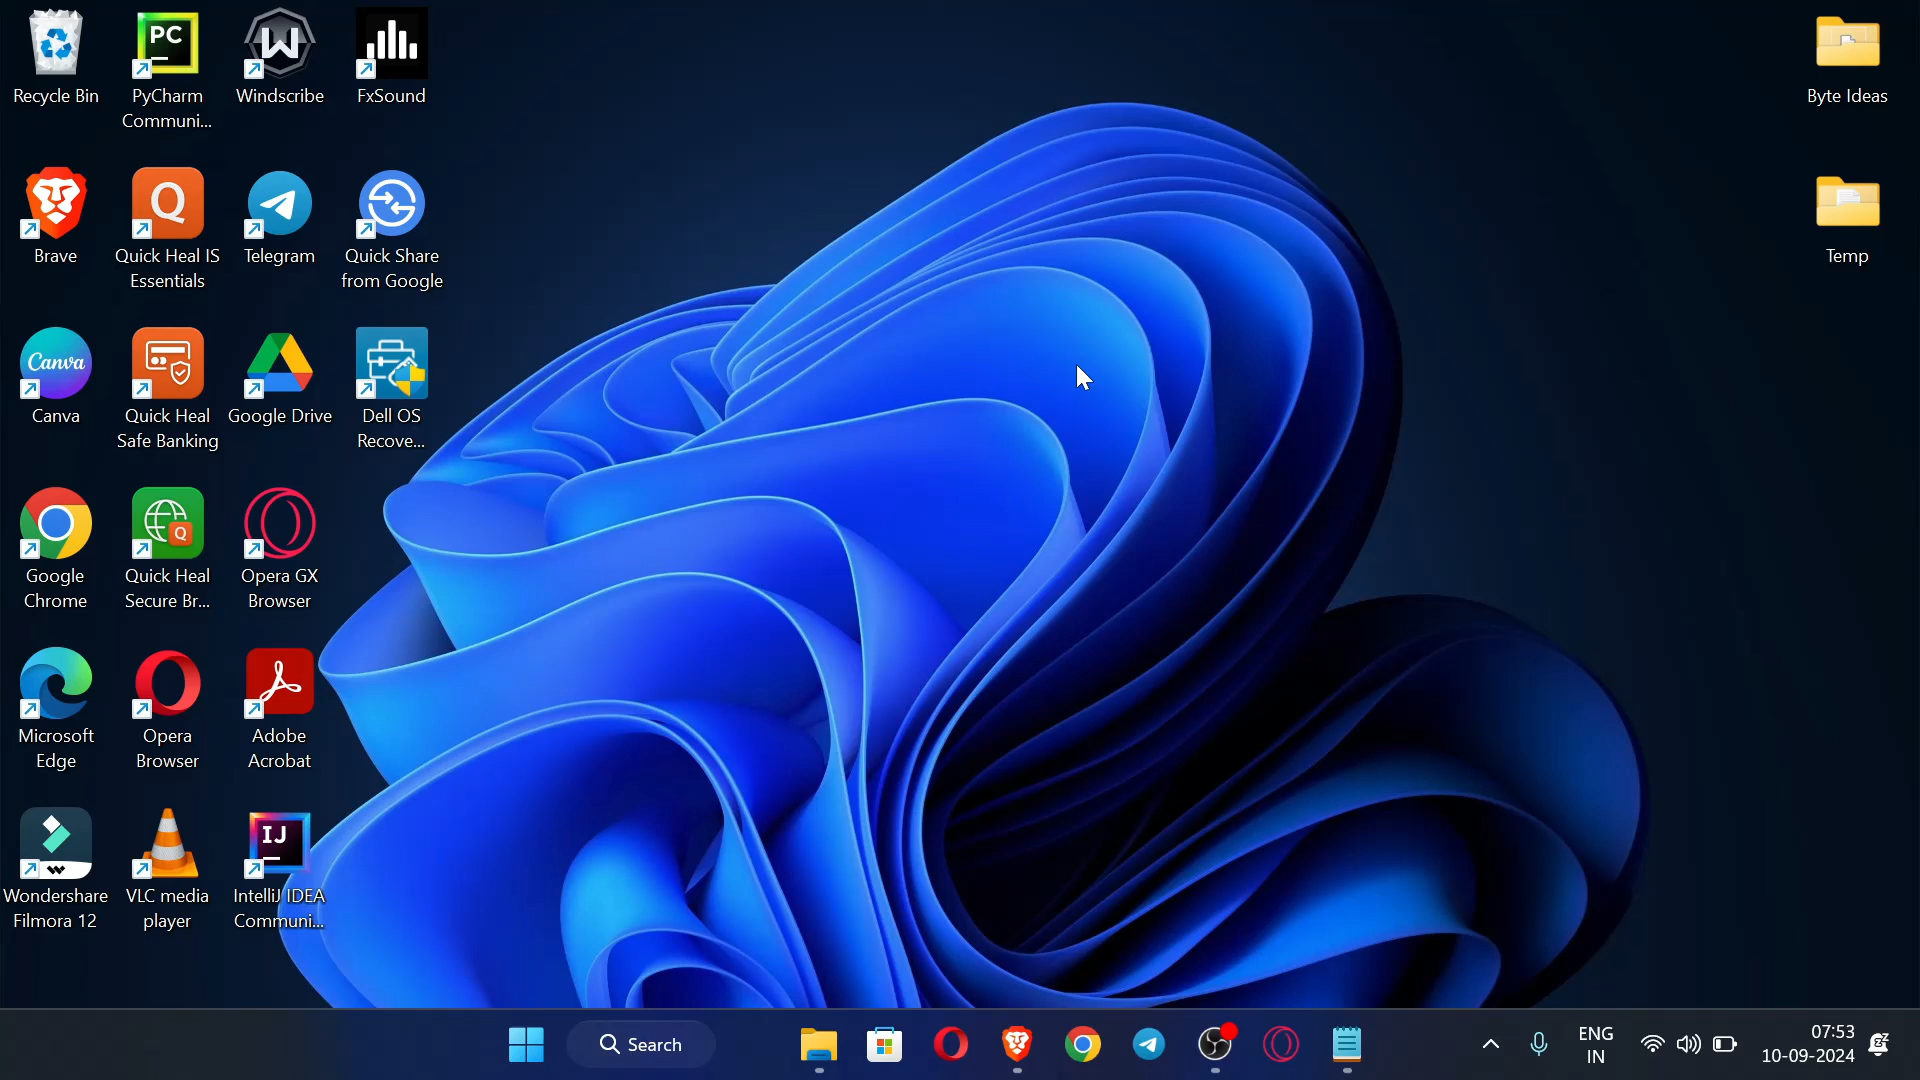 Recycle Bin
PC
PyCharm
Communi...
Windscribe
FxSound
Byte Ideas
Brave
Q
Quick Heal IS
Essentials
Telegram
Quick Share
from Google
Temp
Canva
Canva
Quick Heal
Safe Banking
Google Drive
Dell OS
Recove...
Google
Chrome
Q
Quick Heal
Secure Br...
Opera GX
Browser
Microsoft
Edge
Opera
Browser
Adobe
Acrobat
Wondershare
Filmora 12
VLC media
player
IJ
IntelliJ IDEA
Communi...
Search
ENG
IN
07:53
10-09-2024